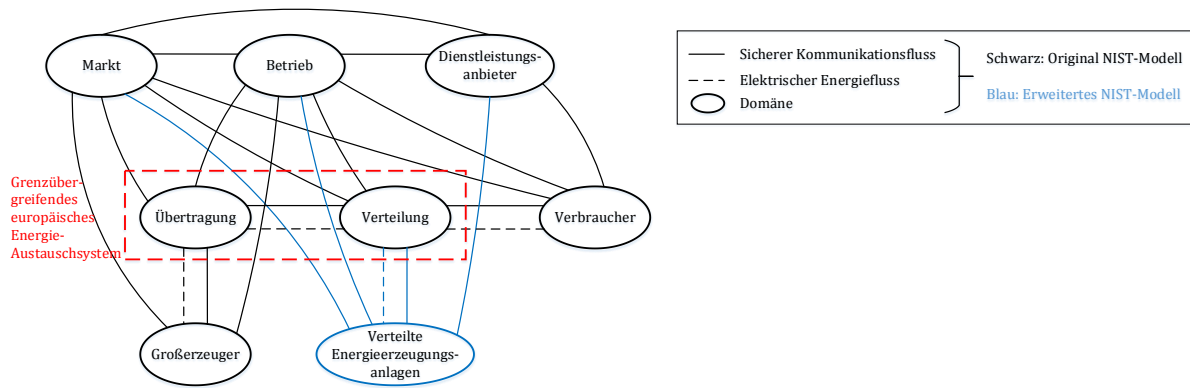 Markt
Betrieb
Dienstleistungs-
anbieter
Sicherer Kommunikationsfluss
Elektrischer Energiefluss
Domäne
Schwarz: Original NIST-Modell
Blau: Erweitertes NIST-Modell
Grenzüber-
greifendes
europäisches
Energie-
Austauschsystem
Übertragung
Verteilung
Verbraucher
Großerzeuger
Verteilte
Energieerzeugungs-
anlagen